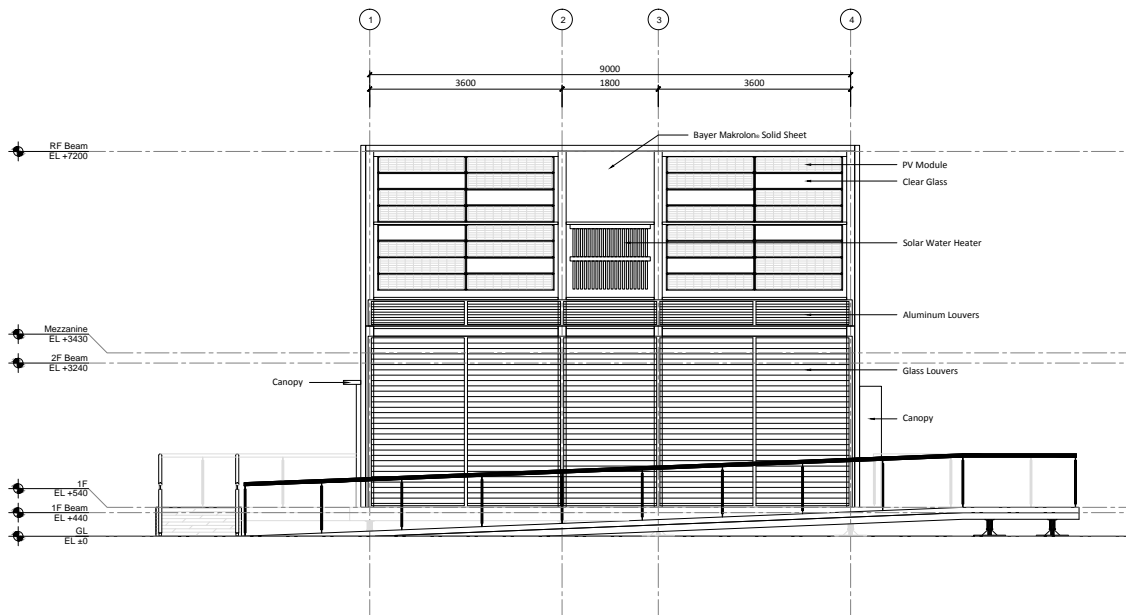 1
2
3
4
9000
3600
1800
3600
RF Beam
EL +7200
Bayer Makrolon® Solid Sheet
PV Module
Clear Glass
Solar Water Heater
Aluminum Louvers
Mezzanine
EL +3430
2F Beam
EL +3240
Glass Louvers
Canopy
Canopy
1F
EL +540
1F Beam
EL +440
GL
EL ±0